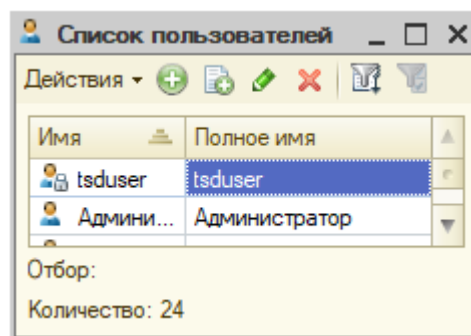 Список пользователей
Действия
Имя Полное имя
tsduser tsduser
Админи... Администратор
Отбор:
Количество: 24